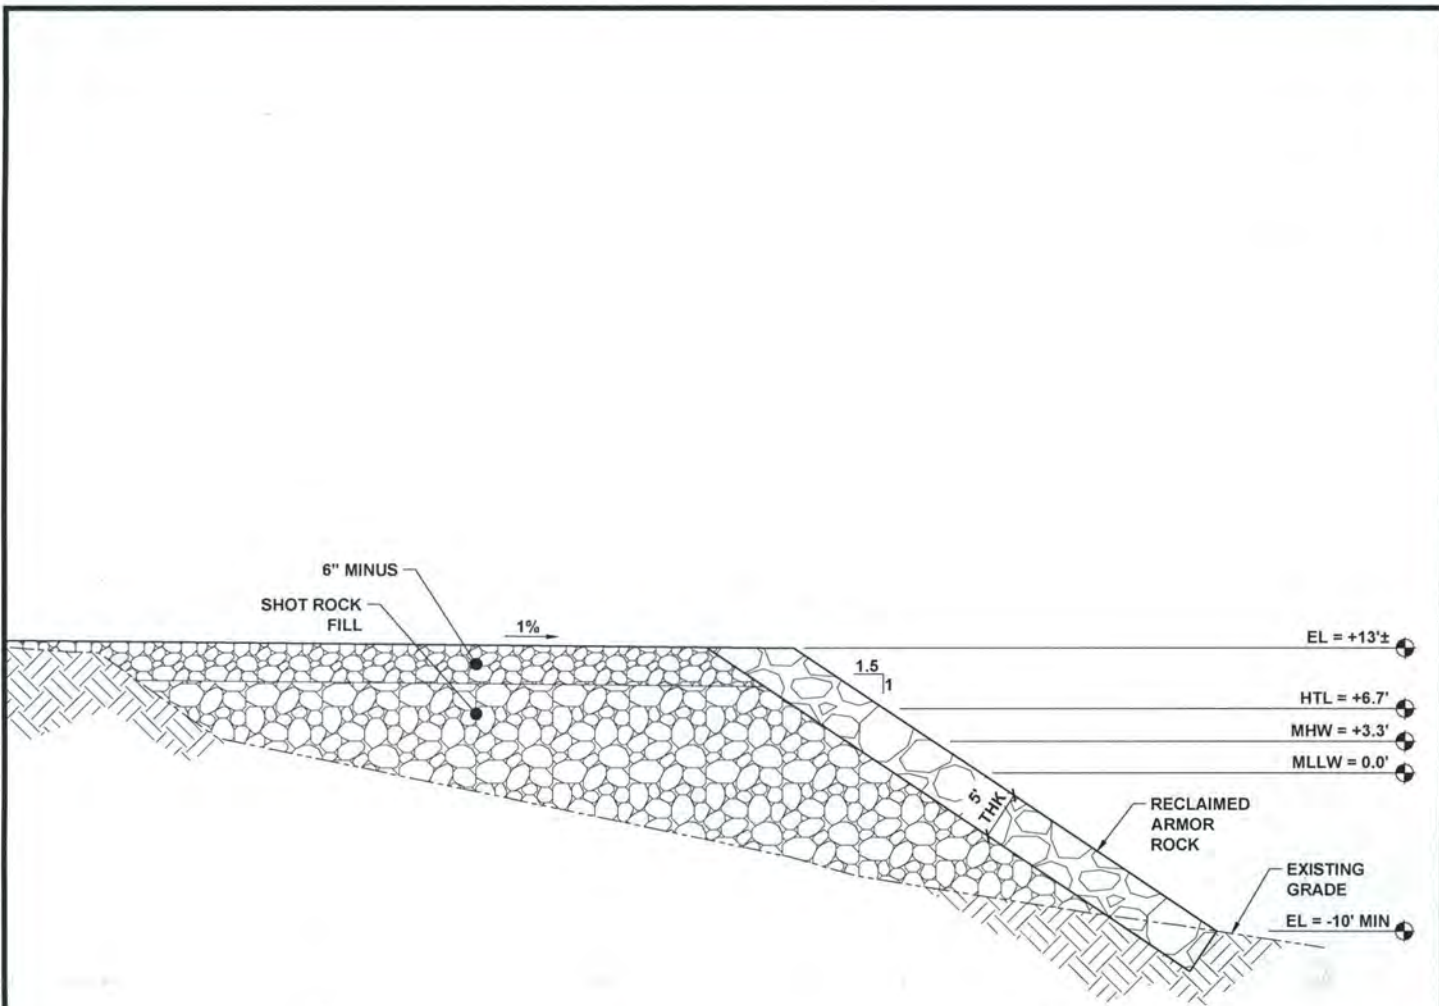 6" MINUS
SHOT ROCK
FILL
1%
EL = +13'±
1.5
1
HTL = +6.7'
MHW = +3.3'
MLLW = 0.0'
5'
THK
RECLAIMED
ARMOR
ROCK
EXISTING
GRADE
EL = -10' MIN